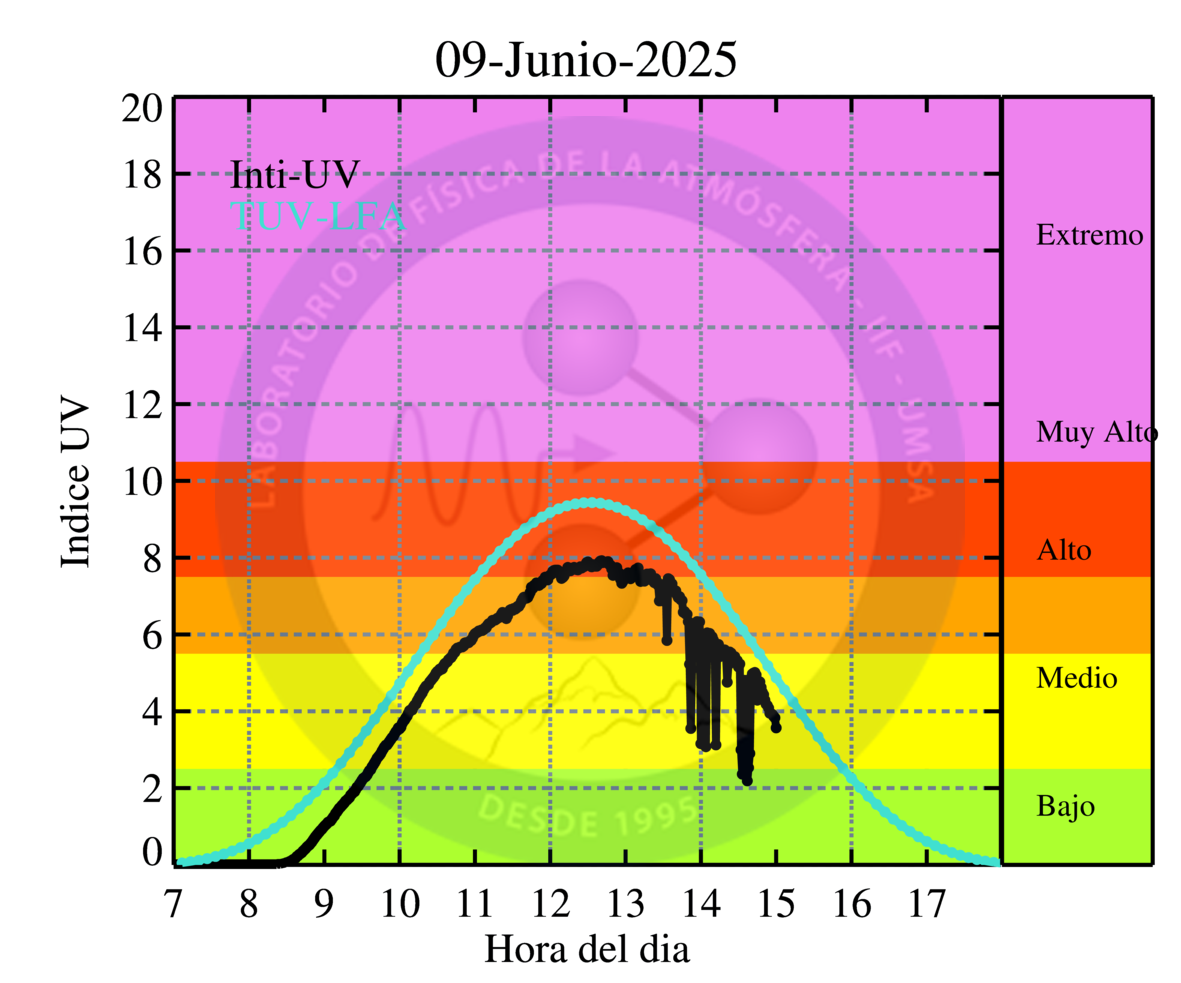 09-Junio-2025
20
18
16
14
12
10
8
6
4
2
0
Indice UV
Inti-UV
TUV-LFA
LABORATORIO DE FÍSICA DE LA ATMÓSFERA - IIF - UMSA
DESDE 1995
Extremo
Muy Alto
Alto
Medio
Bajo
7 8 9 10 11 12 13 14 15 16 17
Hora del dia